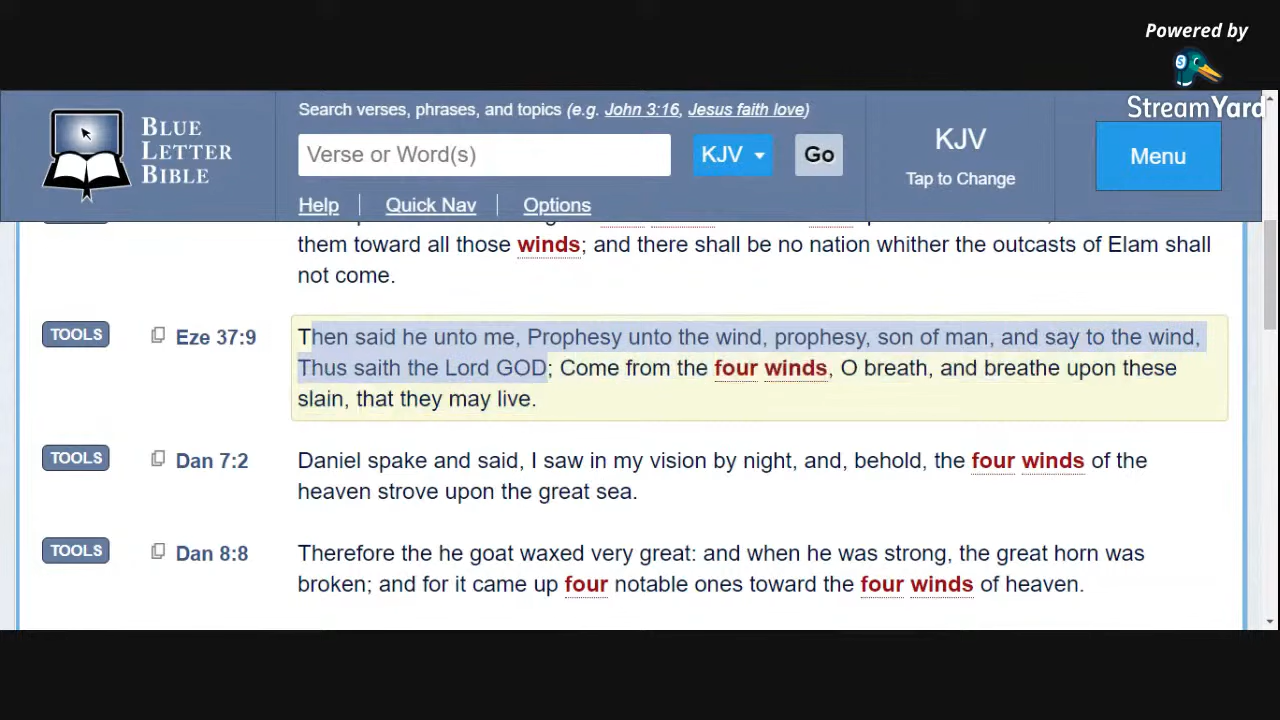 Powered by
StreamYard
BLUE
LETTER
BIBLE
Search verses, phrases, and topics (e.g. John 3:16, Jesus faith love)
Verse or Word(s)
KJV
Go
Help
Quick Nav
Options
KJV
Tap to Change
Menu
them toward all those winds; and there shall be no nation whither the outcasts of Elam shall
not come.
TOOLS
Eze 37:9
Then said he unto me, Prophesy unto the wind, prophesy, son of man, and say to the wind,
Thus saith the Lord GOD; Come from the four winds, O breath, and breathe upon these
slain, that they may live.
TOOLS
Dan 7:2
Daniel spake and said, I saw in my vision by night, and, behold, the four winds of the
heaven strove upon the great sea.
TOOLS
Dan 8:8
Therefore the he goat waxed very great: and when he was strong, the great horn was
broken; and for it came up four notable ones toward the four winds of heaven.